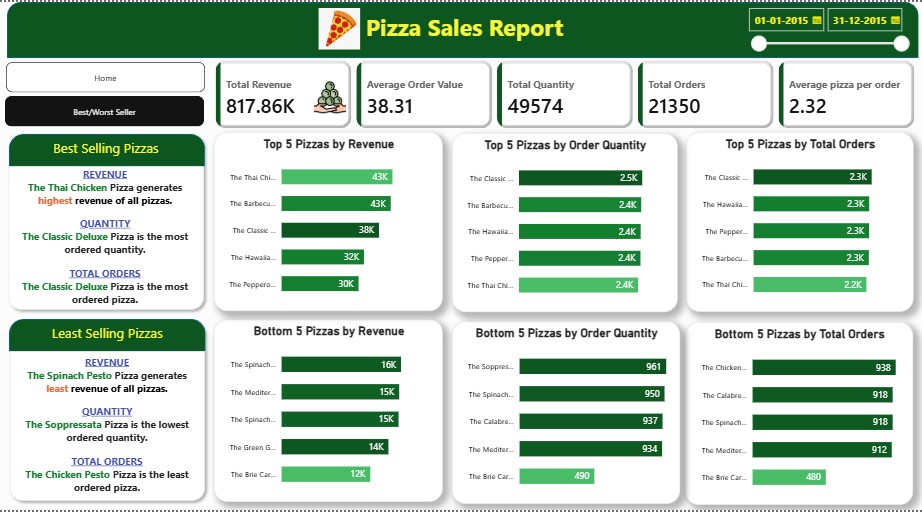 Pizza Sales Report
01-01-2015
31-12-2015
Home
Best/Worst Seller
Total Revenue
817.86K
Average Order Value
38.31
Total Quantity
49574
Total Orders
21350
Average pizza per order
2.32
Best Selling Pizzas
REVENUE
The Thai Chicken Pizza generates
highest revenue of all pizzas.
QUANTITY
The Classic Deluxe Pizza is the most
ordered quantity.
TOTAL ORDERS
The Classic Deluxe Pizza is the most
ordered pizza.
Top 5 Pizzas by Revenue
The Thai Chi... 43K
The Barbecu... 43K
The Classic ... 38K
The Hawaiia... 32K
The Peppero... 30K
Top 5 Pizzas by Order Quantity
The Classic ... 2.5K
The Barbecu... 2.4K
The Hawaiia... 2.4K
The Pepper... 2.4K
The Thai Chi... 2.4K
Top 5 Pizzas by Total Orders
The Classic ... 2.3K
The Hawaiia... 2.3K
The Pepper... 2.3K
The Barbecu... 2.3K
The Thai Chi... 2.2K
Least Selling Pizzas
REVENUE
The Spinach Pesto Pizza generates
least revenue of all pizzas.
QUANTITY
The Soppressata Pizza is the lowest
ordered quantity.
TOTAL ORDERS
The Chicken Pesto Pizza is the least
ordered pizza.
Bottom 5 Pizzas by Revenue
The Spinach... 16K
The Mediter... 15K
The Spinach... 15K
The Green G... 14K
The Brie Car... 12K
Bottom 5 Pizzas by Order Quantity
The Soppres... 961
The Spinach... 950
The Calabre... 937
The Mediter... 934
The Brie Car... 490
Bottom 5 Pizzas by Total Orders
The Chicken... 938
The Calabre... 918
The Spinach... 918
The Mediter... 912
The Brie Car... 480